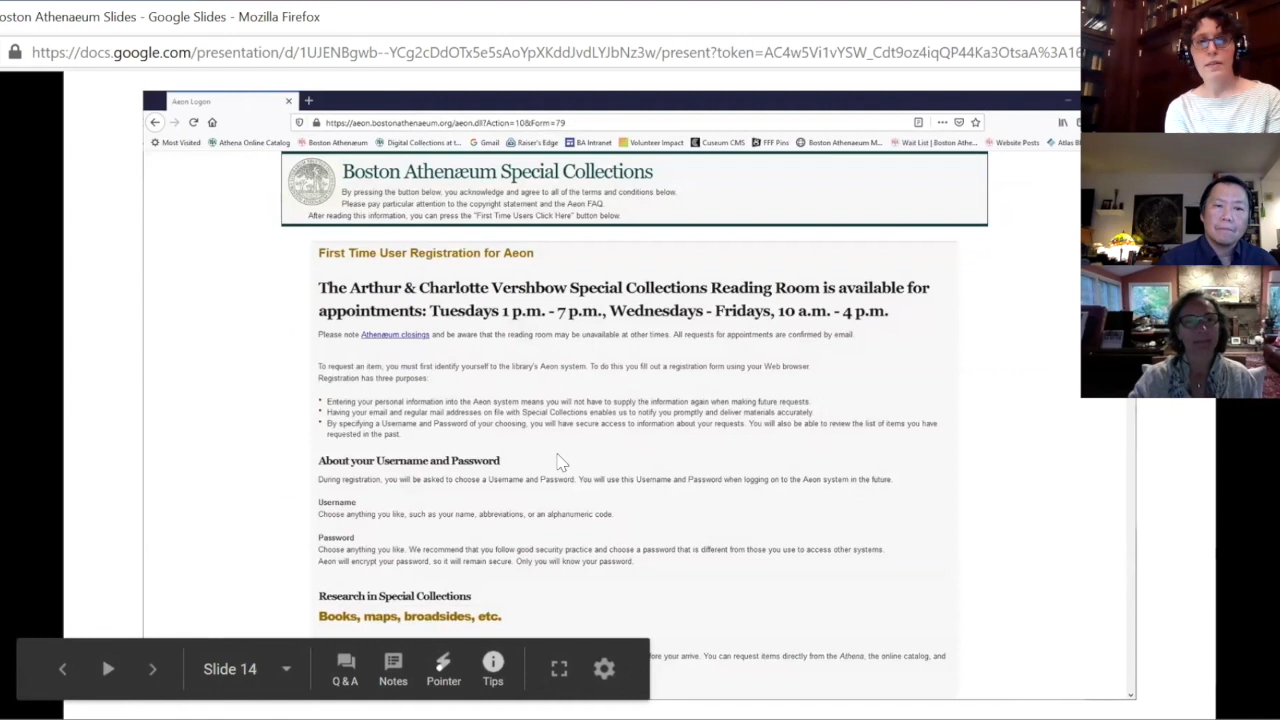 oston Athenaeum Slides - Google Slides - Mozilla Firefox
https://docs.google.com/presentation/d/1UJENBgwb--YCg2cDdOTx5e5sAoYpXKddJvdLYJbNz3w/present?token=AC4w5Vi1vYSW_Cdt9oz4iqQP44Ka3OtsaA%3A16
Aeon Logon
https://aeon.bostonathenaeum.org/aeon.dll?Action=10&Form=79
Most Visited Athena Online Catalog Boston Athenaeum Digital Collections at t... Gmail Raiser's Edge BA Intranet Volunteer Impact Cuseum CMS FFF Pins Boston Athenaeum M... Wait List | Boston Athe... Website Posts Atlas Bl
Boston Athenæum Special Collections
By pressing the button below, you acknowledge and agree to all of the terms and conditions below.
Please pay particular attention to the copyright statement and the Aeon FAQ.
After reading this information, you can press the "First Time Users Click Here" button below.
First Time User Registration for Aeon
The Arthur & Charlotte Vershbow Special Collections Reading Room is available for
appointments: Tuesdays 1 p.m. - 7 p.m., Wednesdays - Fridays, 10 a.m. - 4 p.m.
Please note Athenæum closings and be aware that the reading room may be unavailable at other times. All requests for appointments are confirmed by email.
To request an item, you must first identify yourself to the library's Aeon system. To do this you fill out a registration form using your Web browser.
Registration has three purposes:
• Entering your personal information into the Aeon system means you will not have to supply the information again when making future requests.
• Having your email and regular mail addresses on file with Special Collections enables us to notify you promptly and deliver materials accurately.
• By specifying a Username and Password of your choosing, you will have secure access to information about your requests. You will also be able to review the list of items you have
requested in the past.
About your Username and Password
During registration, you will be asked to choose a Username and Password. You will use this Username and Password when logging on to the Aeon system in the future.
Username
Choose anything you like, such as your name, abbreviations, or an alphanumeric code.
Password
Choose anything you like. We recommend that you follow good security practice and choose a password that is different from those you use to access other systems.
Aeon will encrypt your password, so it will remain secure. Only you will know your password.
Research in Special Collections
Books, maps, broadsides, etc.
ore your arrive. You can request items directly from the Athena, the online catalog, and
Slide 14
Q & A Notes Pointer Tips